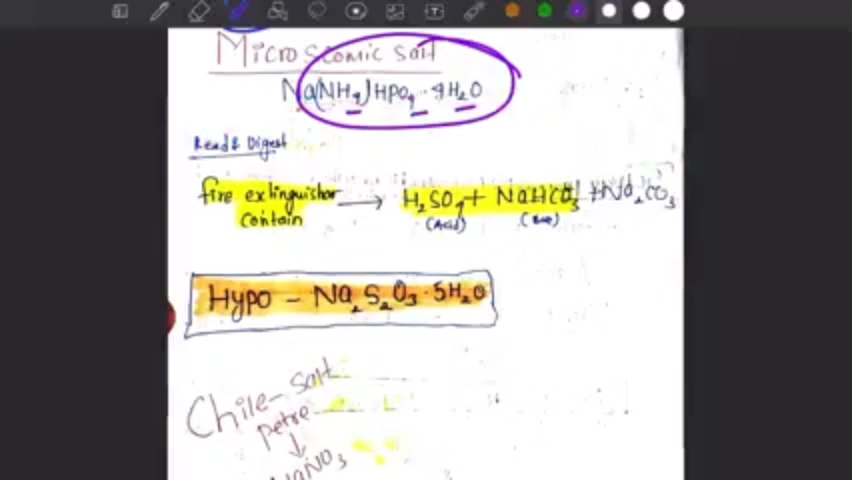 Microscomic salt
Na(NH4)HPO4·4H2O
Read & Digest
fire extinguisher → H2SO4 + NaHCO3 + Na2CO3
contain (Acid) (Base)
Hypo – Na2S2O3·5H2O
Chile-salt
petre
↓
NaNO3